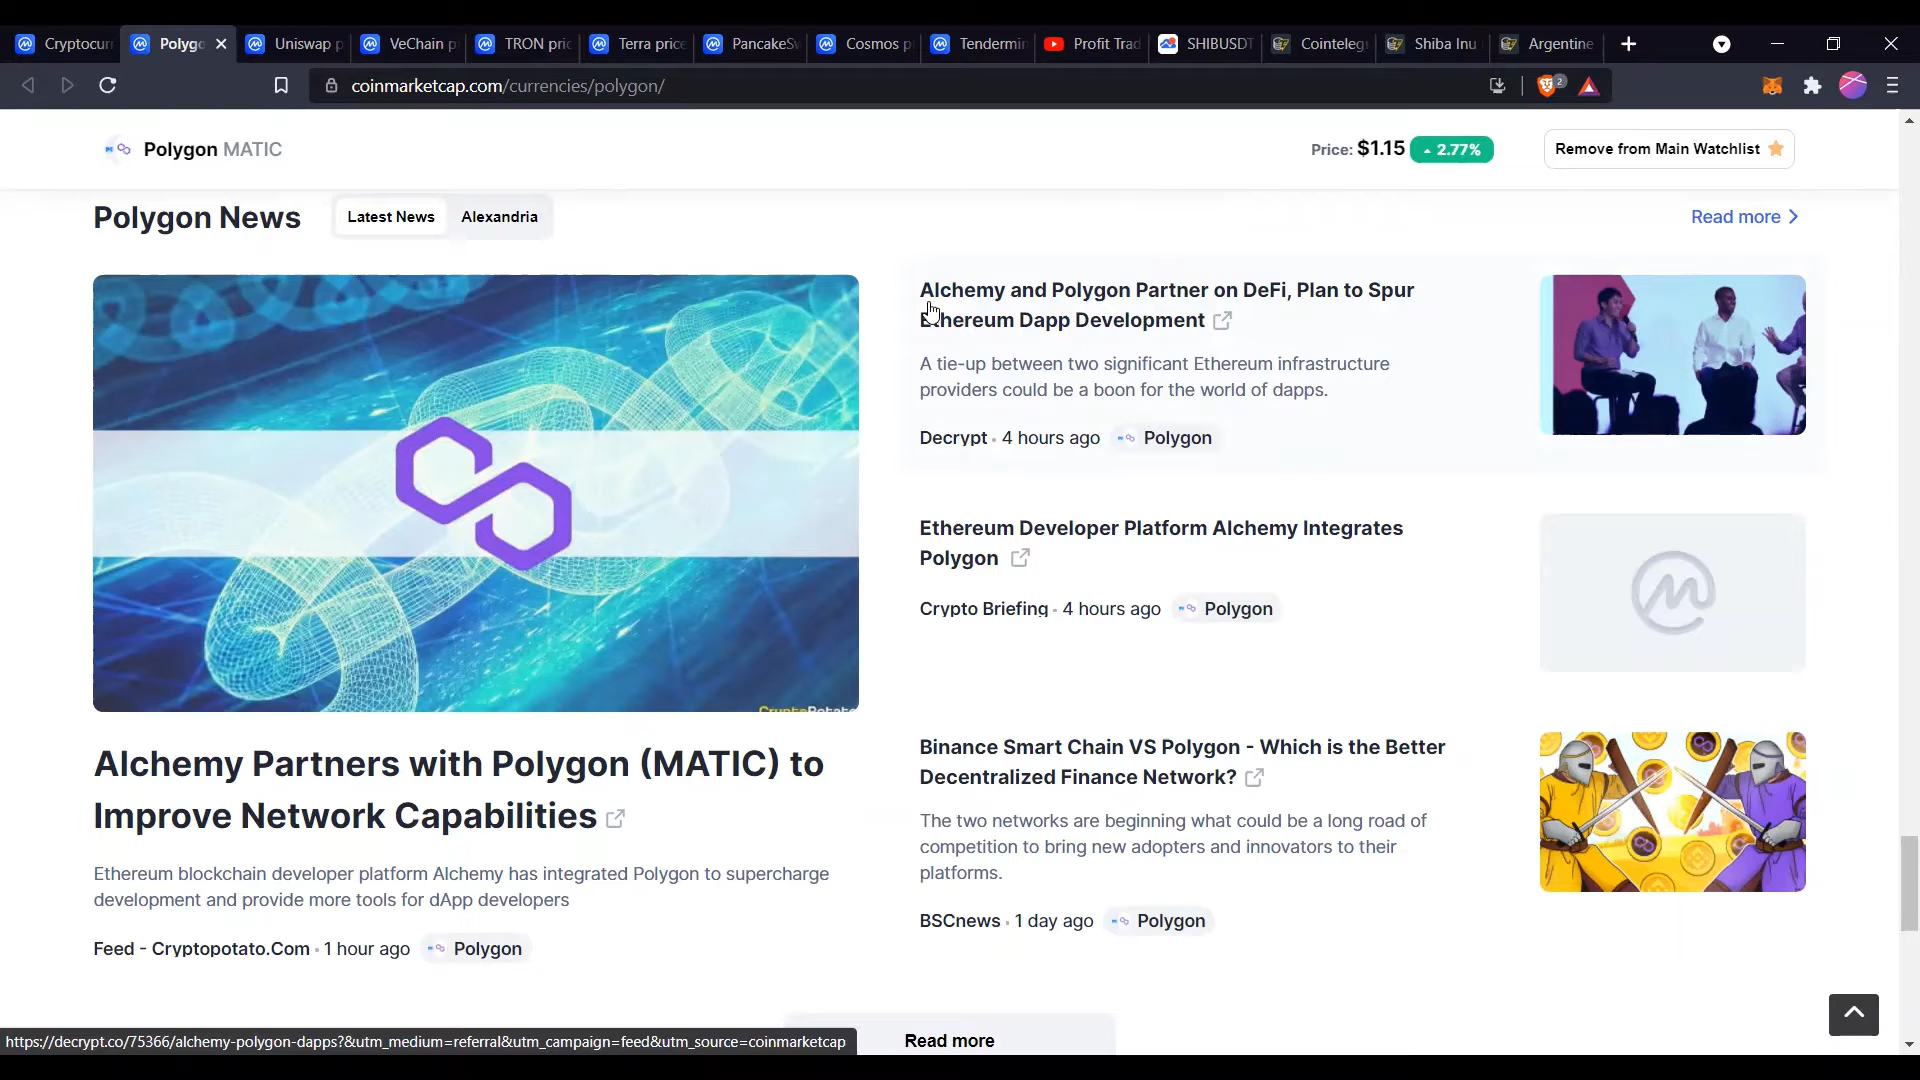 Cryptocur
Polygo
Uniswap p
VeChain p
TRON pric
Terra price
PancakeSw
Cosmos p
Tendermin
Profit Trad
SHIBUSDT
Cointelegr
Shiba Inu
Argentine
coinmarketcap.com/currencies/polygon/
2
Polygon MATIC
Price: $1.15 2.77%
Remove from Main Watchlist
Polygon News
Latest News
Alexandria
Read more
Alchemy and Polygon Partner on DeFi, Plan to Spur
Ethereum Dapp Development
A tie-up between two significant Ethereum infrastructure
providers could be a boon for the world of dapps.
Decrypt · 4 hours ago Polygon
Ethereum Developer Platform Alchemy Integrates
Polygon
Crypto Briefing · 4 hours ago Polygon
CryptoPotato
Alchemy Partners with Polygon (MATIC) to
Improve Network Capabilities
Ethereum blockchain developer platform Alchemy has integrated Polygon to supercharge
development and provide more tools for dApp developers
Feed - Cryptopotato.Com · 1 hour ago Polygon
Binance Smart Chain VS Polygon - Which is the Better
Decentralized Finance Network?
The two networks are beginning what could be a long road of
competition to bring new adopters and innovators to their
platforms.
BSCnews · 1 day ago Polygon
Read more
https://decrypt.co/75366/alchemy-polygon-dapps?&utm_medium=referral&utm_campaign=feed&utm_source=coinmarketcap